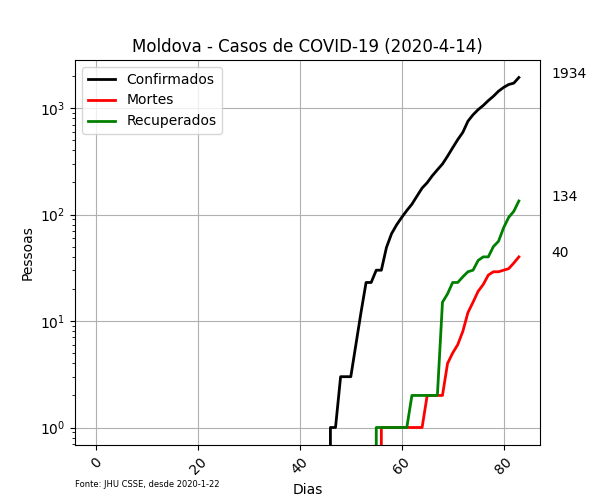 Moldova - Casos de COVID-19 (2020-4-14)
Confirmados
Mortes
Recuperados
1934
134
40
Pessoas
10³
10²
10¹
10⁰
0 20 40 60 80
Dias
Fonte: JHU CSSE, desde 2020-1-22